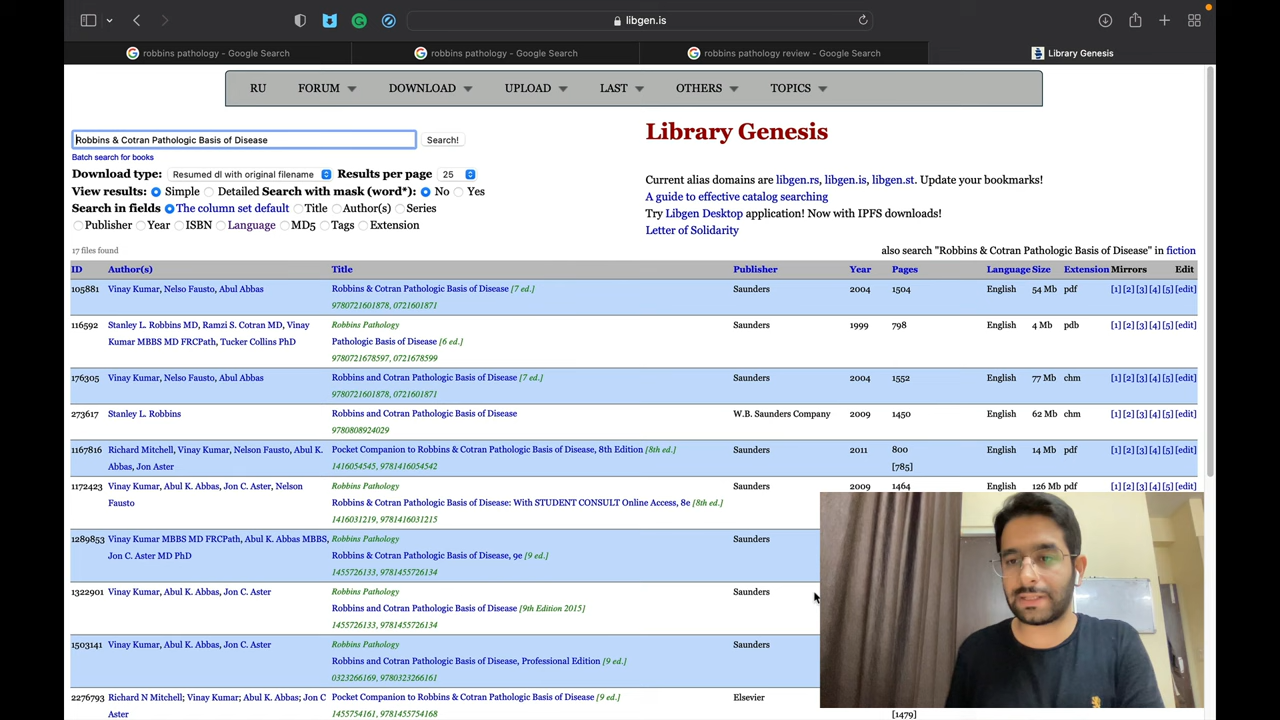 libgen.is
robbins pathology - Google Search
robbins pathology - Google Search
robbins pathology review - Google Search
Library Genesis
RU FORUM DOWNLOAD UPLOAD LAST OTHERS TOPICS
Robbins & Cotran Pathologic Basis of Disease Search!
Batch search for books
Download type: Resumed dl with original filename Results per page 25
View results: Simple Detailed Search with mask (word*): No Yes
Search in fields The column set default Title Author(s) Series
Publisher Year ISBN Language MD5 Tags Extension
Library Genesis
Current alias domains are libgen.rs, libgen.is, libgen.st. Update your bookmarks!
A guide to effective catalog searching
Try Libgen Desktop application! Now with IPFS downloads!
Letter of Solidarity
17 files found
also search "Robbins & Cotran Pathologic Basis of Disease" in fiction
ID Author(s) Title Publisher Year Pages Language Size Extension Mirrors Edit
105881 Vinay Kumar, Nelso Fausto, Abul Abbas Robbins & Cotran Pathologic Basis of Disease [7 ed.] Saunders 2004 1504 English 54 Mb pdf [1] [2] [3] [4] [5] [edit]
9780721601878, 0721601871
116592 Stanley L. Robbins MD, Ramzi S. Cotran MD, Vinay Robbins Pathology Saunders 1999 798 English 4 Mb pdb [1] [2] [3] [4] [5] [edit]
Kumar MBBS MD FRCPath, Tucker Collins PhD Pathologic Basis of Disease [6 ed.]
9780721678597, 0721678599
176305 Vinay Kumar, Nelso Fausto, Abul Abbas Robbins and Cotran Pathologic Basis of Disease [7 ed.] Saunders 2004 1552 English 77 Mb chm [1] [2] [3] [4] [5] [edit]
9780721601878, 0721601871
273617 Stanley L. Robbins Robbins and Cotran Pathologic Basis of Disease W.B. Saunders Company 2009 1450 English 62 Mb chm [1] [2] [3] [4] [5] [edit]
9780808924029
1167816 Richard Mitchell, Vinay Kumar, Nelson Fausto, Abul K. Pocket Companion to Robbins & Cotran Pathologic Basis of Disease, 8th Edition [8th ed.] Saunders 2011 800 English 14 Mb pdf [1] [2] [3] [4] [5] [edit]
Abbas, Jon Aster 1416054545, 9781416054542 [785]
1172423 Vinay Kumar, Abul K. Abbas, Jon C. Aster, Nelson Robbins Pathology Saunders 2009 1464 English 126 Mb pdf [1] [2] [3] [4] [5] [edit]
Fausto Robbins & Cotran Pathologic Basis of Disease: With STUDENT CONSULT Online Access, 8e [8th ed.]
1416031219, 9781416031215
1289853 Vinay Kumar MBBS MD FRCPath, Abul K. Abbas MBBS, Robbins Pathology Saunders
Jon C. Aster MD PhD Robbins & Cotran Pathologic Basis of Disease, 9e [9 ed.]
1455726133, 9781455726134
1322901 Vinay Kumar, Abul K. Abbas, Jon C. Aster Robbins Pathology Saunders
Robbins and Cotran Pathologic Basis of Disease [9th Edition 2015]
1455726133, 9781455726134
1503141 Vinay Kumar, Abul K. Abbas, Jon C. Aster Robbins Pathology Saunders
Robbins and Cotran Pathologic Basis of Disease, Professional Edition [9 ed.]
0323266169, 9780323266161
2276793 Richard N Mitchell; Vinay Kumar; Abul K. Abbas; Jon C Pocket Companion to Robbins & Cotran Pathologic Basis of Disease [9 ed.] Elsevier
Aster 1455754161, 9781455754168 [1479]